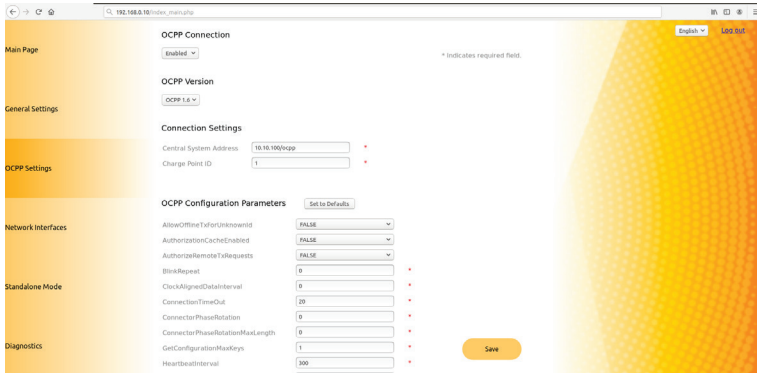 192.168.0.10/index_main.php
English
Log out
Main Page
General Settings
OCPP Settings
Network Interfaces
Standalone Mode
Diagnostics
OCPP Connection
Enabled
* indicates required field.
OCPP Version
OCPP 1.6
Connection Settings
Central System Address 10.10.100/ocpp *
Charge Point ID 1 *
OCPP Configuration Parameters Set to Defaults
AllowOfflineTxForUnknownId FALSE
AuthorizationCacheEnabled FALSE
AuthorizeRemoteTxRequests FALSE
BlinkRepeat 0 *
ClockAlignedDataInterval 0 *
ConnectionTimeOut 20 *
ConnectorPhaseRotation 0 *
ConnectorPhaseRotationMaxLength 0 *
GetConfigurationMaxKeys 1 *
HeartbeatInterval 300 *
Save